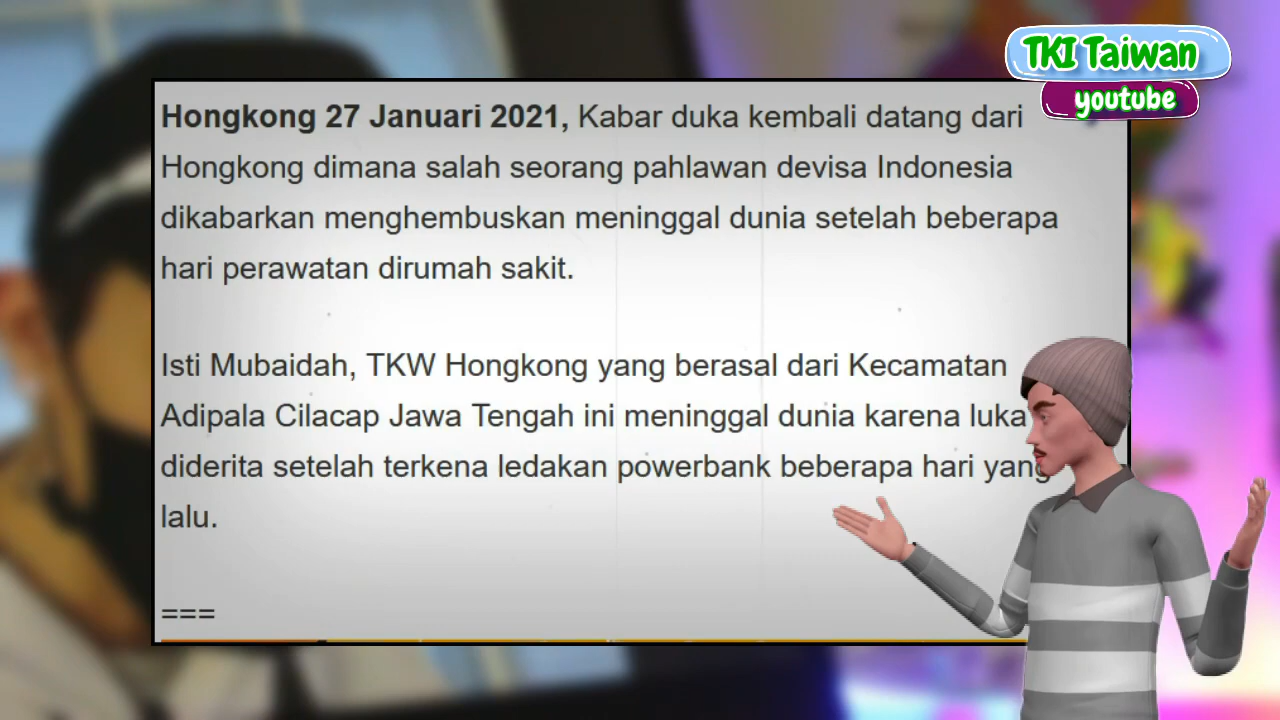 TKI Taiwan
youtube
Hongkong 27 Januari 2021, Kabar duka kembali datang dari
Hongkong dimana salah seorang pahlawan devisa Indonesia
dikabarkan menghembuskan meninggal dunia setelah beberapa
hari perawatan dirumah sakit.
Isti Mubaidah, TKW Hongkong yang berasal dari Kecamatan
Adipala Cilacap Jawa Tengah ini meninggal dunia karena luka
diderita setelah terkena ledakan powerbank beberapa hari yang
lalu.
===